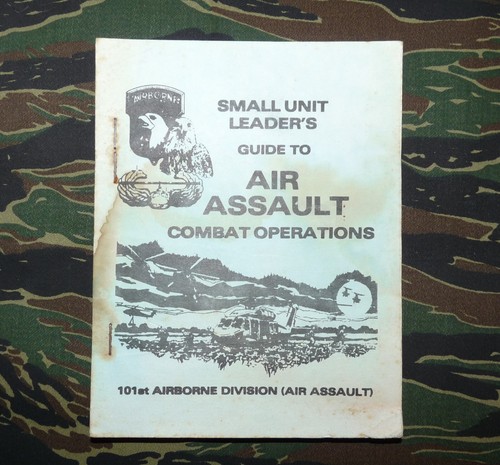 AIRBORNE
SMALL UNIT
LEADER'S
GUIDE TO
AIR
ASSAULT
COMBAT OPERATIONS
101st AIRBORNE DIVISION (AIR ASSAULT)